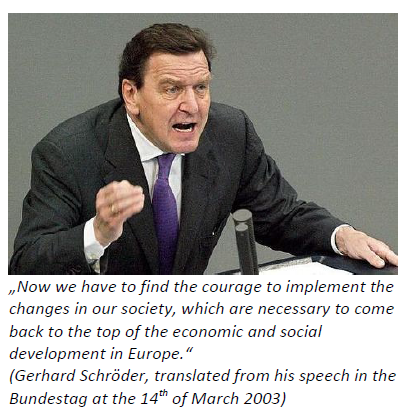 „Now we have to find the courage to implement the
changes in our society, which are necessary to come
back to the top of the economic and social
development in Europe.“
(Gerhard Schröder, translated from his speech in the
Bundestag at the 14th of March 2003)